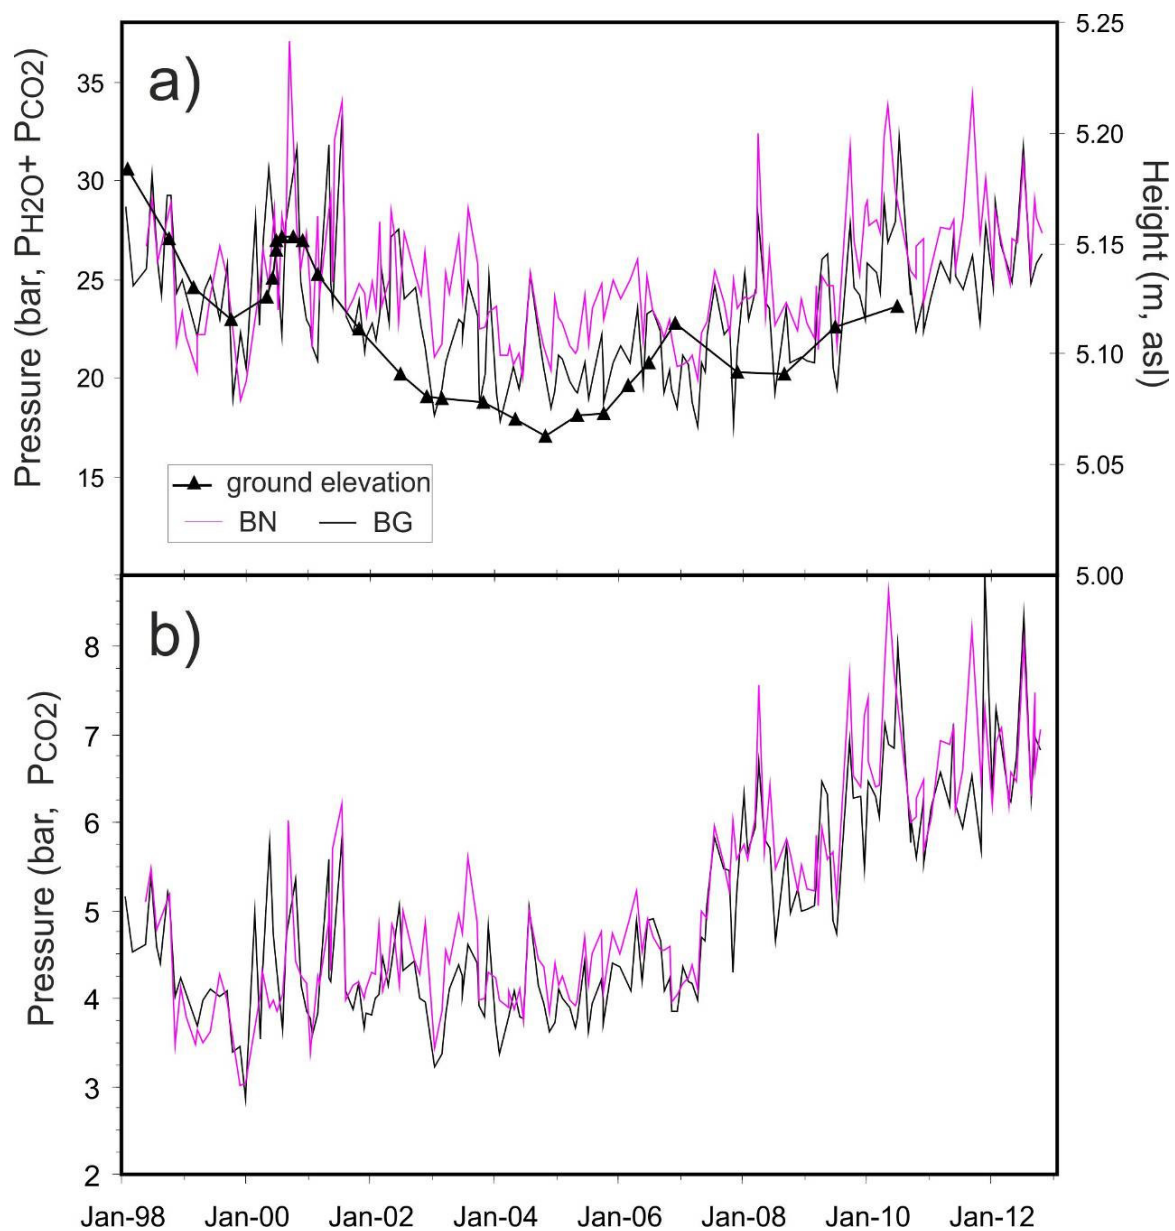 a)
Pressure (bar, PH2O+ PCO2)
35
30
25
20
15
5.25
5.20
5.15
5.10
5.05
5.00
Height (m, asl)
ground elevation
BN
BG
b)
Pressure (bar, PCO2)
8
7
6
5
4
3
2
Jan-98 Jan-00 Jan-02 Jan-04 Jan-06 Jan-08 Jan-10 Jan-12